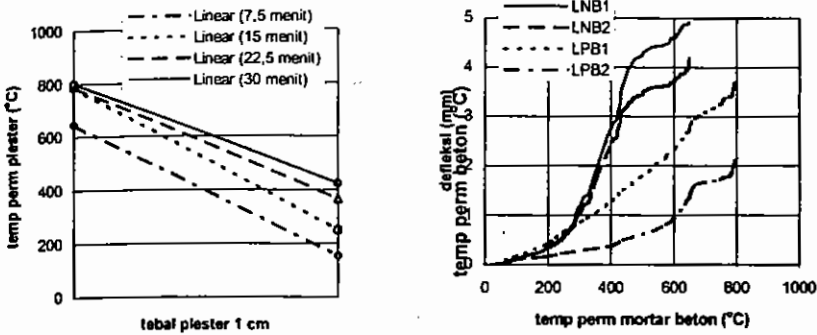 Linear (7,5 menit)
Linear (15 menit)
Linear (22,5 menit)
Linear (30 menit)
1000
800
600
400
200
0
temp perm plester (°C)
tebal plester 1 cm
LNB1
LNB2
LPB1
LPB2
5
4
3
2
1
0
defleksi (mm)
temp perm beton (°C)
0 200 400 600 800 1000
temp perm mortar beton (°C)